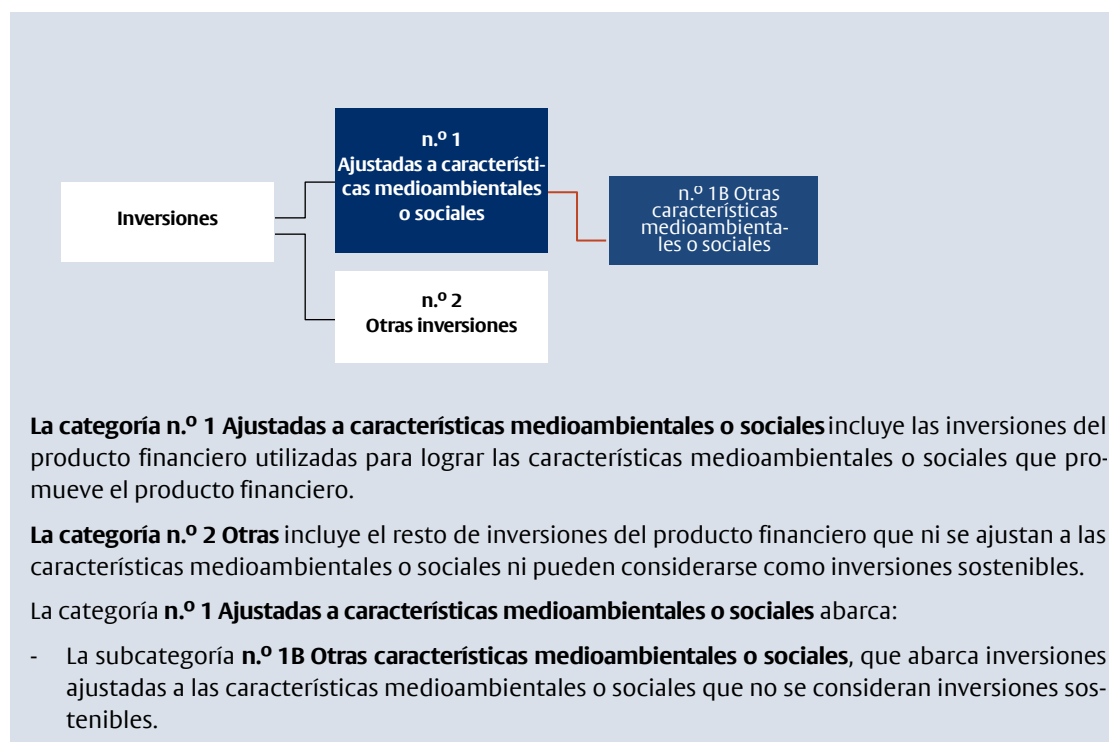 n.º 1
Ajustadas a característi-
cas medioambientales
o sociales
Inversiones
n.º 1B Otras
características
medioambienta-
les o sociales
n.º 2
Otras inversiones
La categoría n.º 1 Ajustadas a características medioambientales o sociales incluye las inversiones del
producto financiero utilizadas para lograr las características medioambientales o sociales que pro-
mueve el producto financiero.
La categoría n.º 2 Otras incluye el resto de inversiones del producto financiero que ni se ajustan a las
características medioambientales o sociales ni pueden considerarse como inversiones sostenibles.
La categoría n.º 1 Ajustadas a características medioambientales o sociales abarca:
- La subcategoría n.º 1B Otras características medioambientales o sociales, que abarca inversiones
ajustadas a las características medioambientales o sociales que no se consideran inversiones sos-
tenibles.